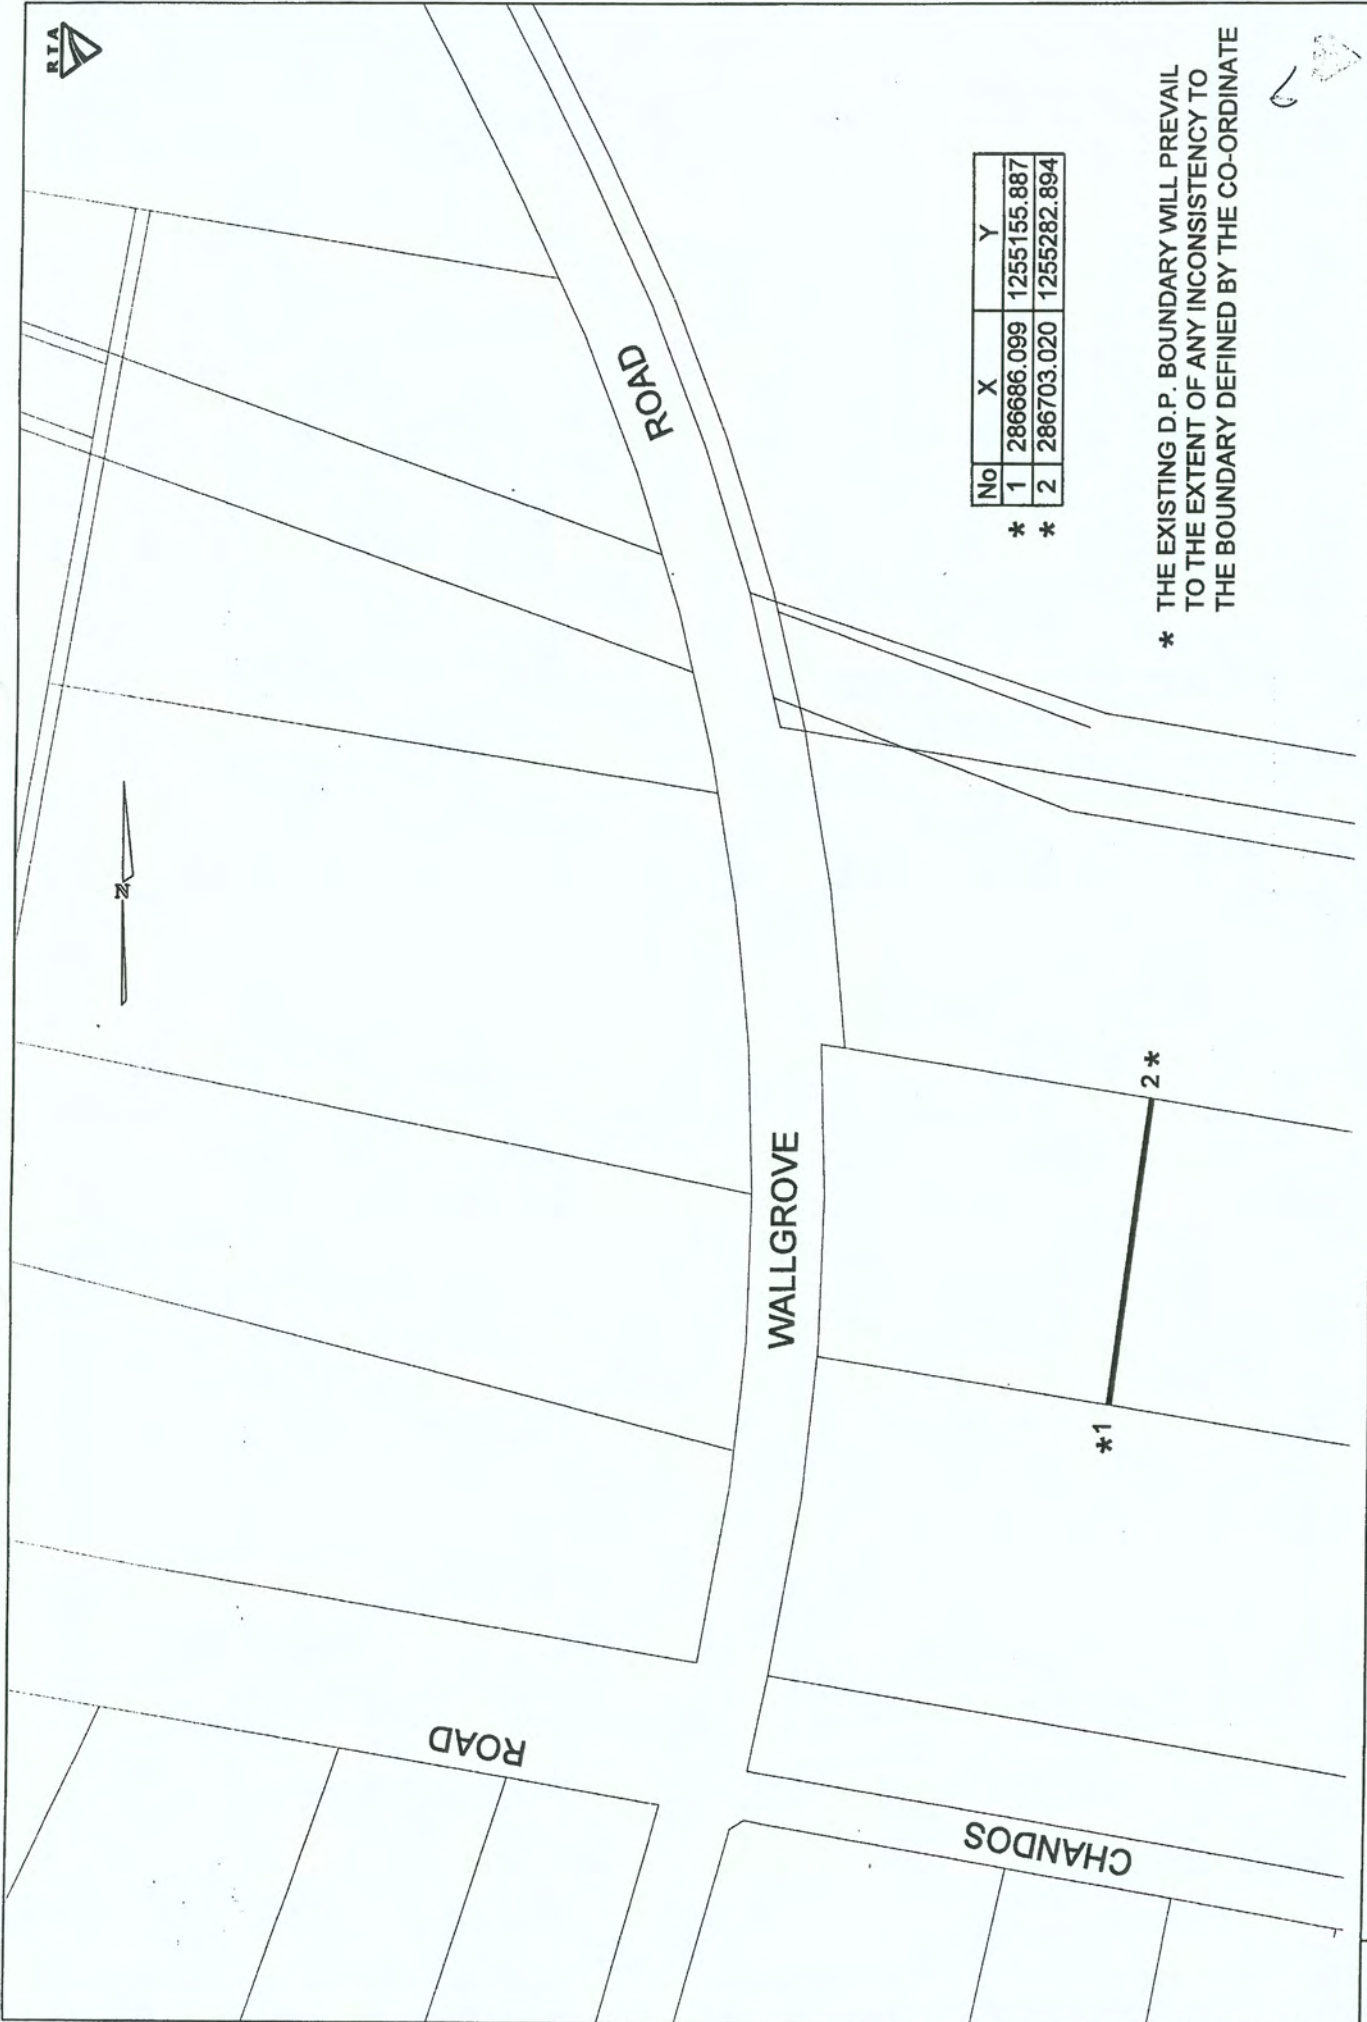 RTA
N
ROAD
WALLGROVE
ROAD
CHANDOS
*1
2*
No X Y
* 1 286686.099 1255155.887
* 2 286703.020 1255282.894
* THE EXISTING D.P. BOUNDARY WILL PREVAIL
TO THE EXTENT OF ANY INCONSISTENCY TO
THE BOUNDARY DEFINED BY THE CO-ORDINATE